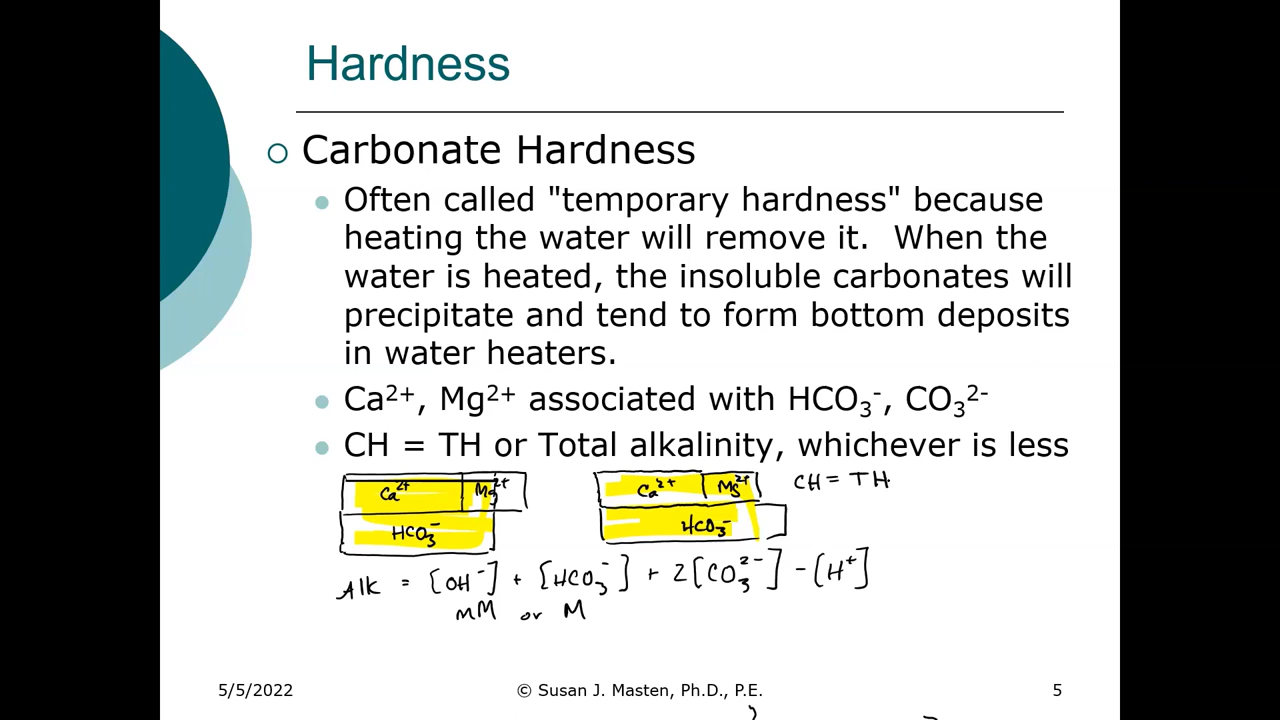 Hardness
Carbonate Hardness
Often called "temporary hardness" because
heating the water will remove it.  When the
water is heated, the insoluble carbonates will
precipitate and tend to form bottom deposits
in water heaters.
Ca²⁺, Mg²⁺ associated with HCO₃⁻, CO₃²⁻
CH = TH or Total alkalinity, whichever is less
Ca²⁺ Mg²⁺ Ca²⁺ Mg²⁺ CH = TH
HCO₃⁻ HCO₃⁻
Alk = [OH⁻] + [HCO₃⁻] + 2[CO₃²⁻] - [H⁺]
mM or M
5/5/2022 © Susan J. Masten, Ph.D., P.E. 5